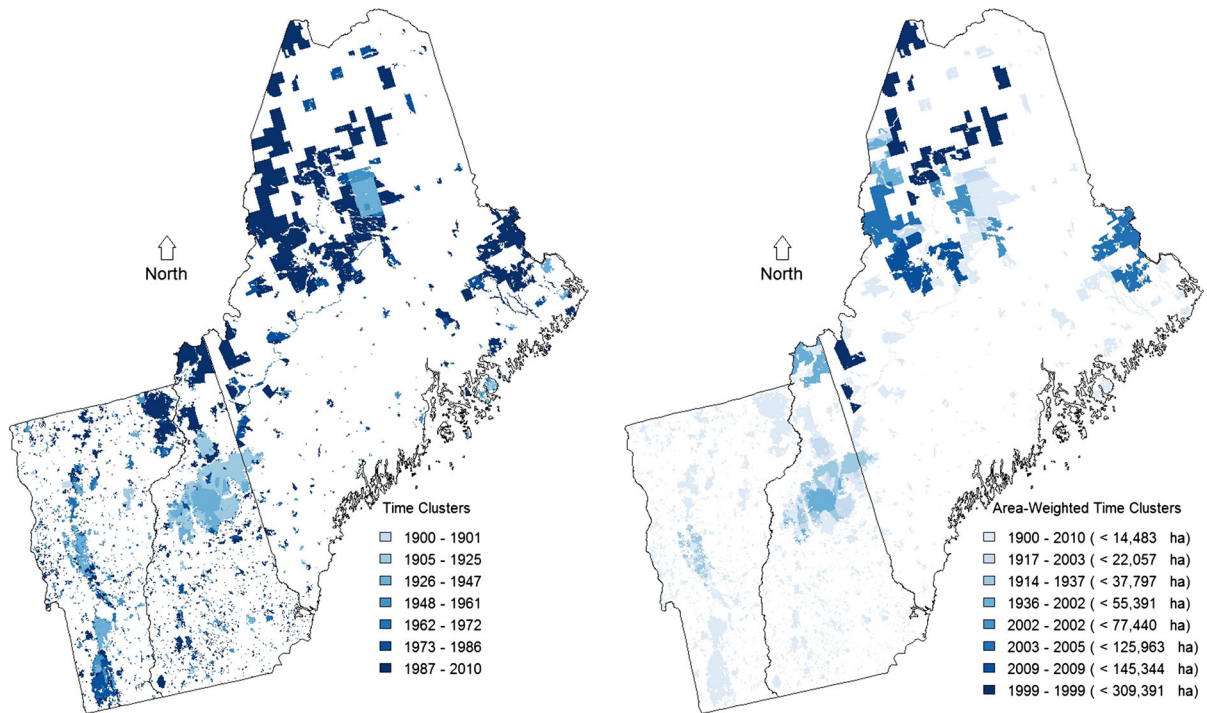 North
Time Clusters
1900 - 1901
1905 - 1925
1926 - 1947
1948 - 1961
1962 - 1972
1973 - 1986
1987 - 2010
North
Area-Weighted Time Clusters
1900 - 2010 ( < 14,483 ha)
1917 - 2003 ( < 22,057 ha)
1914 - 1937 ( < 37,797 ha)
1936 - 2002 ( < 55,391 ha)
2002 - 2002 ( < 77,440 ha)
2003 - 2005 ( < 125,963 ha)
2009 - 2009 ( < 145,344 ha)
1999 - 1999 ( < 309,391 ha)